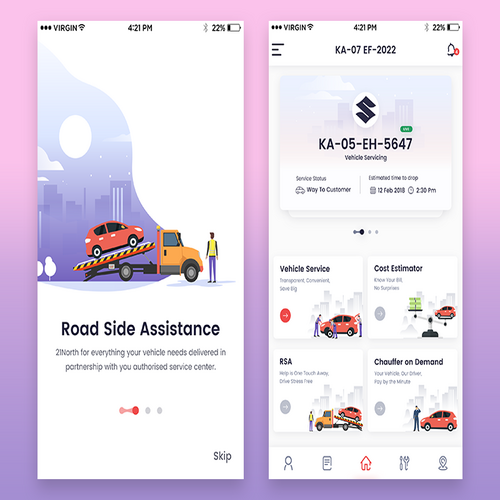 VIRGIN 4:21 PM 22%
Road Side Assistance
21North for everything your vehicle needs delivered in
partnership with you authorised service center.
Skip
VIRGIN 4:21 PM 22%
KA-07 EF-2022
KA-05-EH-5647
Vehicle Servicing
Service Status
Way To Customer
Estimated time to drop
12 Feb 2018 2:30 Pm
Vehicle Service
Transparent, Convenient,
Save Big
Cost Estimator
Know Your Bill,
No Surprises
RSA
Help is One Touch Away,
Drive Stress Free
Chauffer on Demand
Your Vehicle, Our Driver,
Pay by the Minute